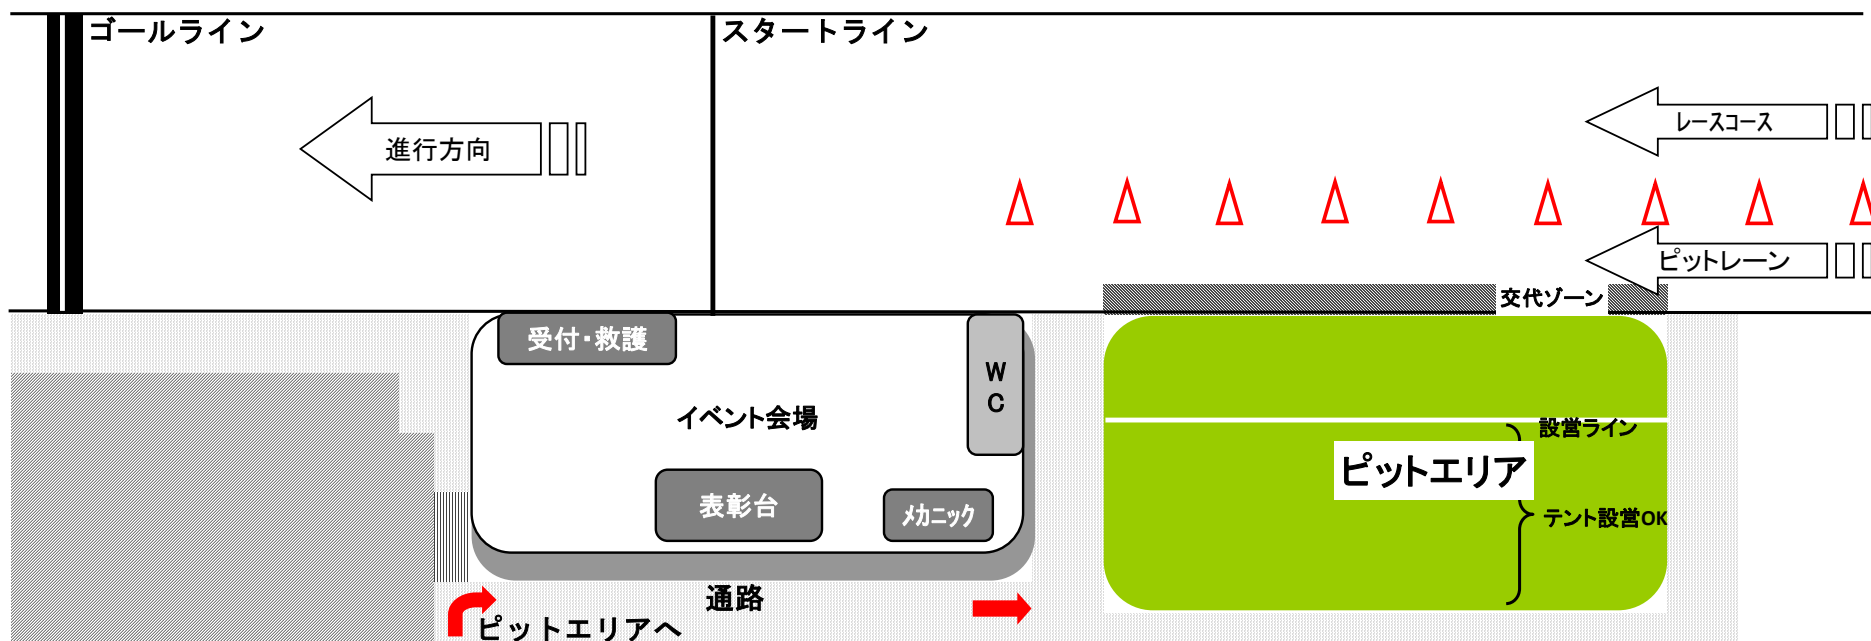 ゴールライン
スタートライン
レースコース
進行方向
ピットレーン
交代ゾーン
受付・救護
W
C
イベント会場
設営ライン
ピットエリア
表彰台
ﾒｶﾆｯｸ
テント設営OK
通路
ピットエリアへ